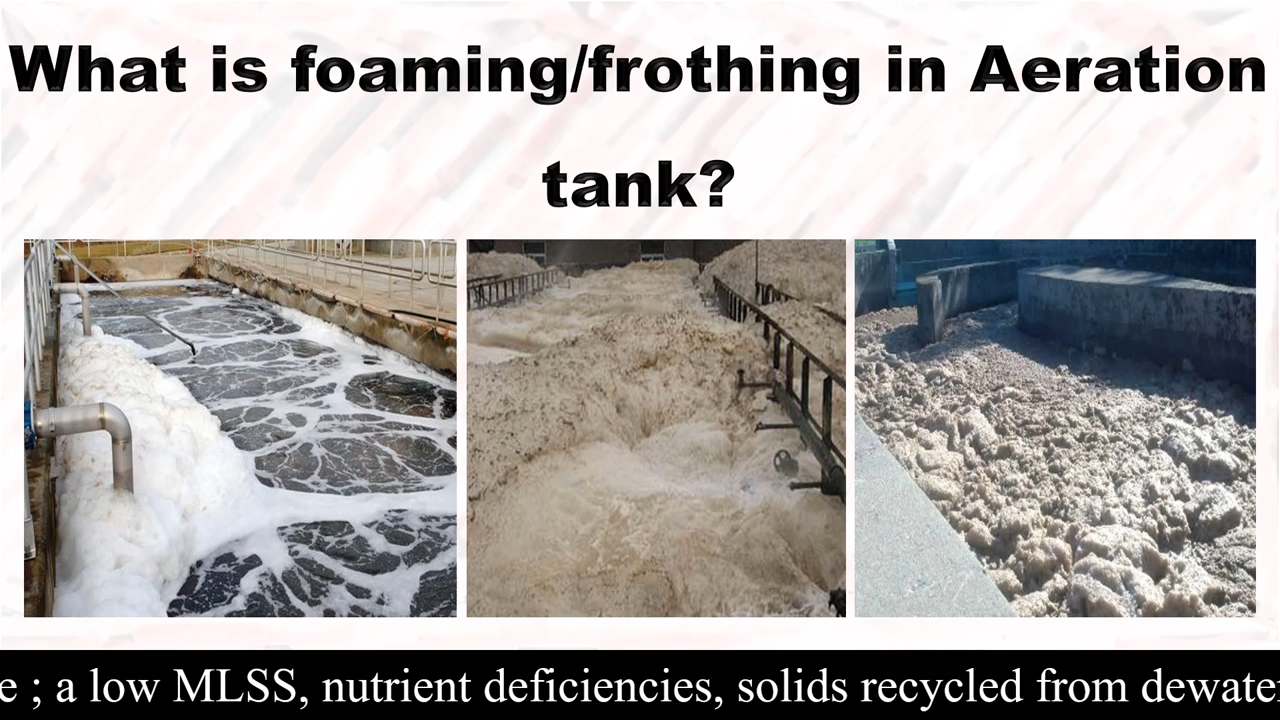 What is foaming/frothing in Aeration
tank?
e ; a low MLSS, nutrient deficiencies, solids recycled from dewate